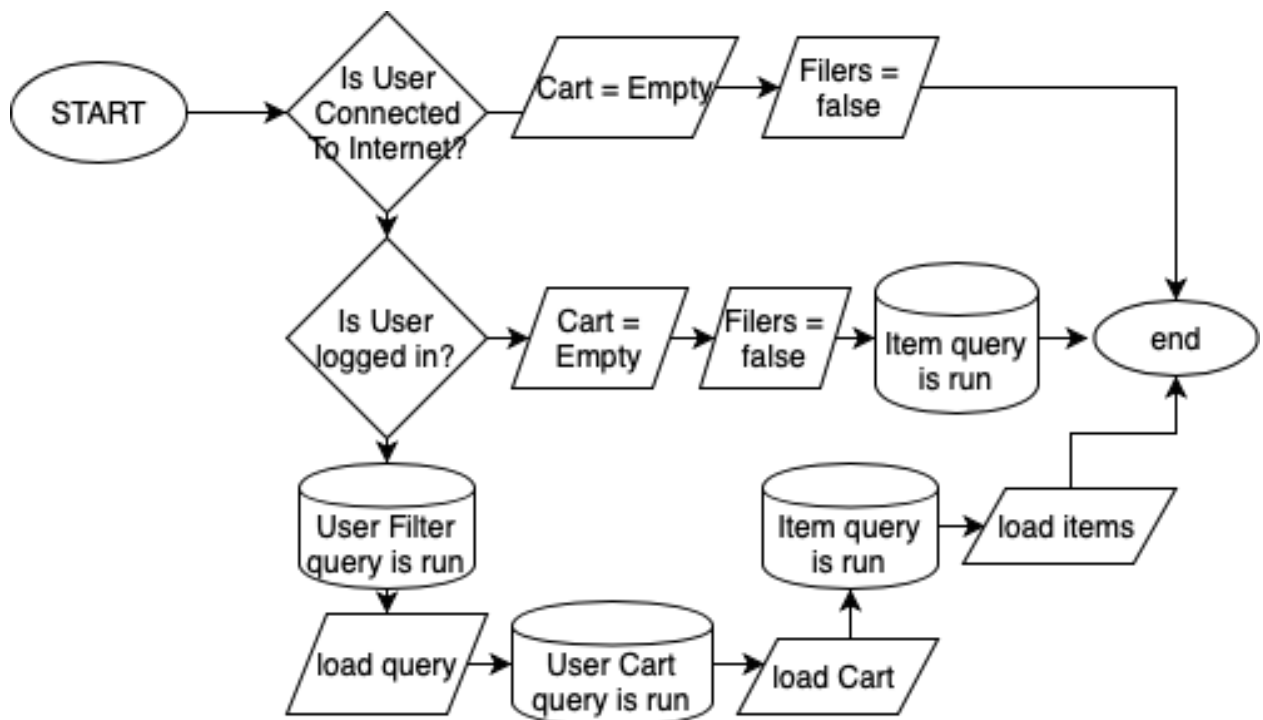 START
Is User
Connected
To Internet?
Cart = Empty
Filers =
false
Is User
logged in?
Cart =
Empty
Filers =
false
Item query
is run
end
User Filter
query is run
load query
User Cart
query is run
load Cart
Item query
is run
load items